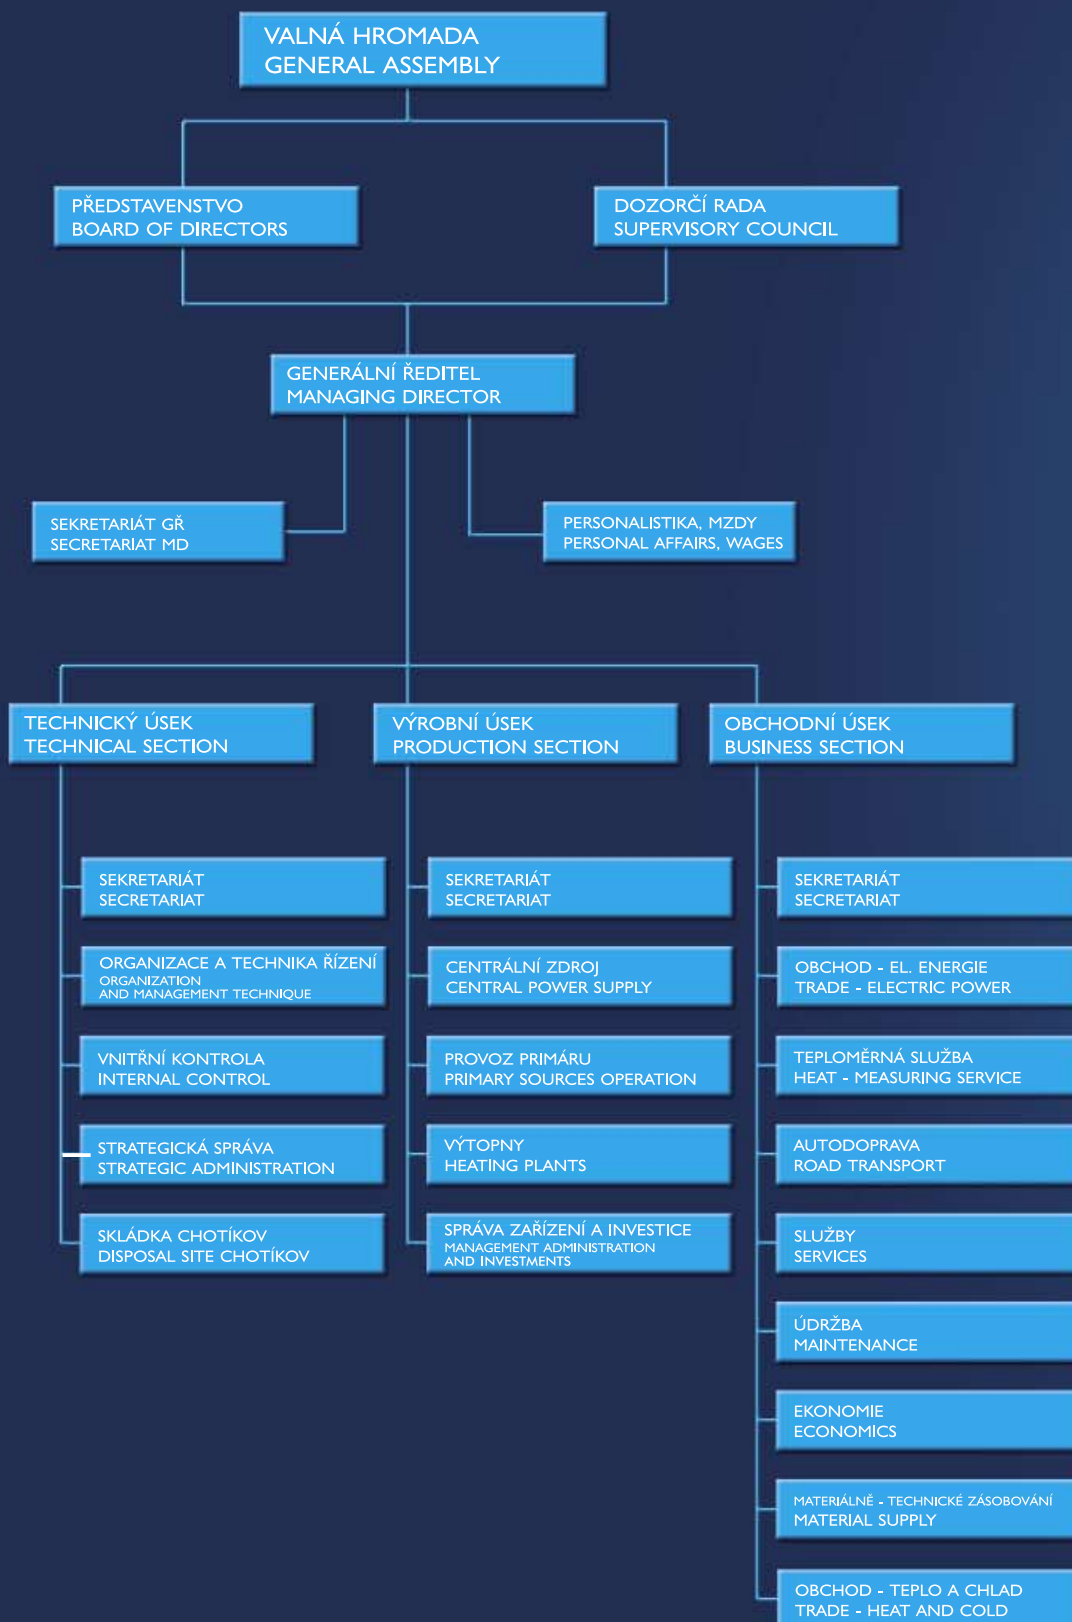 VALNÁ HROMADA
GENERAL ASSEMBLY
PŘEDSTAVENSTVO
BOARD OF DIRECTORS
DOZORČÍ RADA
SUPERVISORY COUNCIL
GENERÁLNÍ ŘEDITEL
MANAGING DIRECTOR
SEKRETARIÁT GŘ
SECRETARIAT MD
PERSONALISTIKA, MZDY
PERSONAL AFFAIRS, WAGES
TECHNICKÝ ÚSEK
TECHNICAL SECTION
SEKRETARIÁT
SECRETARIAT
ORGANIZACE A TECHNIKA ŘÍZENÍ
ORGANIZATION
AND MANAGEMENT TECHNIQUE
VNITŘNÍ KONTROLA
INTERNAL CONTROL
STRATEGICKÁ SPRÁVA
STRATEGIC ADMINISTRATION
SKLÁDKA CHOTÍKOV
DISPOSAL SITE CHOTÍKOV
VÝROBNÍ ÚSEK
PRODUCTION SECTION
SEKRETARIÁT
SECRETARIAT
CENTRÁLNÍ ZDROJ
CENTRAL POWER SUPPLY
PROVOZ PRIMÁRU
PRIMARY SOURCES OPERATION
VÝTOPNY
HEATING PLANTS
SPRÁVA ZAŘÍZENÍ A INVESTICE
MANAGEMENT ADMINISTRATION
AND INVESTMENTS
OBCHODNÍ ÚSEK
BUSINESS SECTION
SEKRETARIÁT
SECRETARIAT
OBCHOD - EL. ENERGIE
TRADE - ELECTRIC POWER
TEPLOMĚRNÁ SLUŽBA
HEAT - MEASURING SERVICE
AUTODOPRAVA
ROAD TRANSPORT
SLUŽBY
SERVICES
ÚDRŽBA
MAINTENANCE
EKONOMIE
ECONOMICS
MATERIÁLNĚ - TECHNICKÉ ZÁSOBOVÁNÍ
MATERIAL SUPPLY
OBCHOD - TEPLO A CHLAD
TRADE - HEAT AND COLD